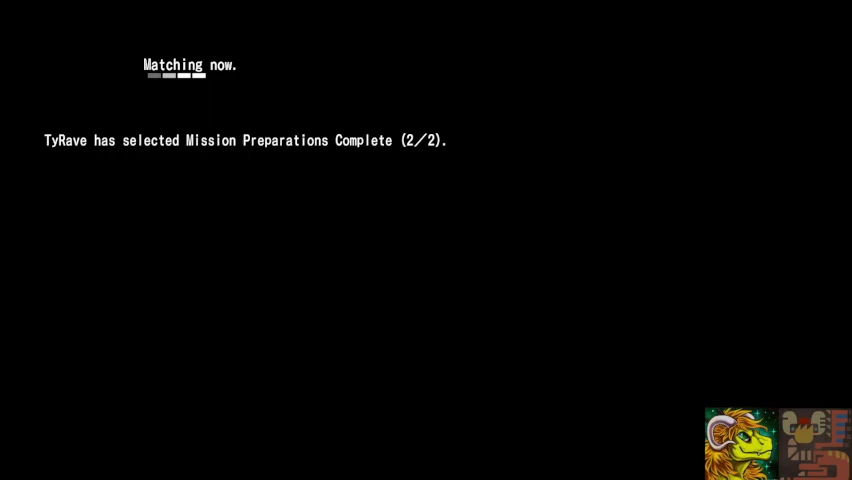 Matching now.
TyRave has selected Mission Preparations Complete (2／2).